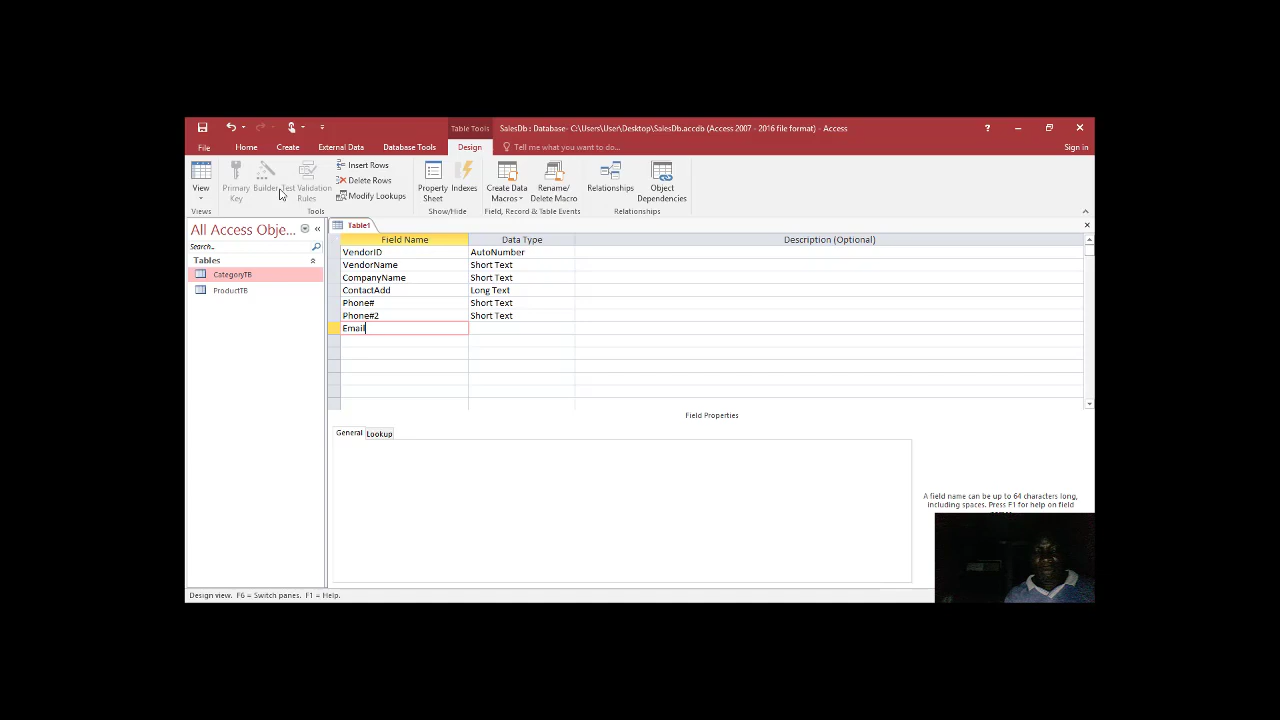 Table Tools
SalesDb : Database- C:\Users\User\Desktop\SalesDb.accdb (Access 2007 - 2016 file format) - Access
?
File
Home
Create
External Data
Database Tools
Design
Tell me what you want to do...
Sign in
View
Primary Key
Builder
Test Validation Rules
Insert Rows
Delete Rows
Modify Lookups
Property Sheet
Indexes
Create Data Macros
Rename/ Delete Macro
Relationships
Object Dependencies
Views
Tools
Show/Hide
Field, Record & Table Events
Relationships
All Access Obje...
Search...
Tables
CategoryTB
ProductTB
Table1
Field Name Data Type Description (Optional)
VendorID AutoNumber
VendorName Short Text
CompanyName Short Text
ContactAdd Long Text
Phone# Short Text
Phone#2 Short Text
Email
Field Properties
General Lookup
A field name can be up to 64 characters long,
including spaces. Press F1 for help on field
Design view. F6 = Switch panes. F1 = Help.